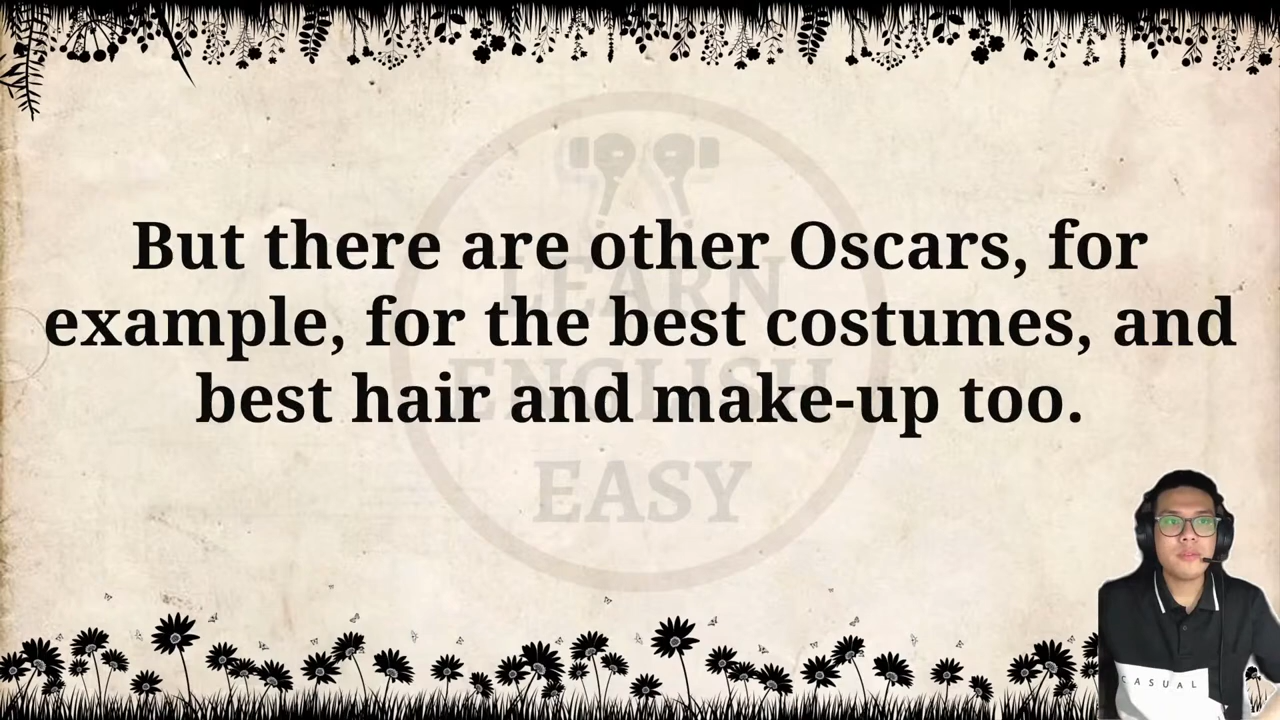 But there are other Oscars, for
example, for the best costumes, and
best hair and make-up too.
LEARN
ENGLISH
EASY
CASUAL